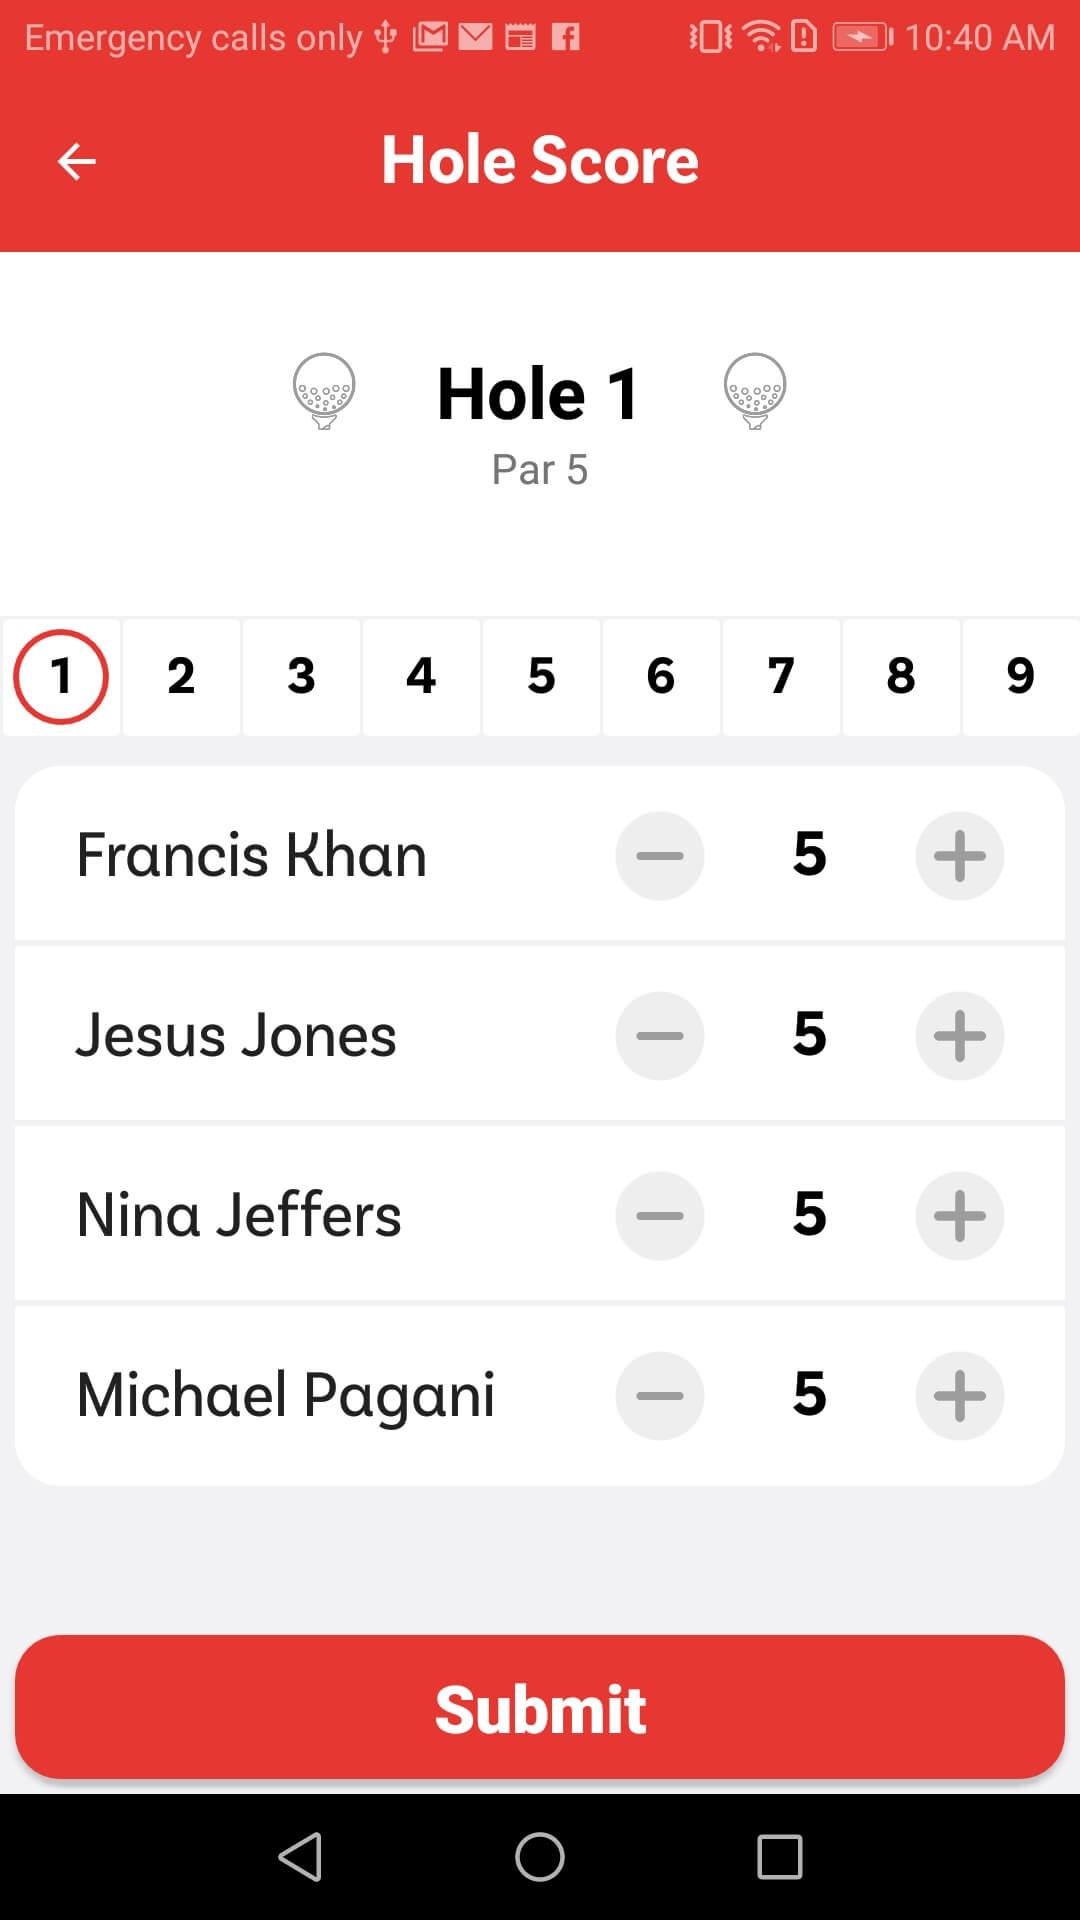 Emergency calls only 10:40 AM
Hole Score
Hole 1
Par 5
1 2 3 4 5 6 7 8 9
Francis Khan 5
Jesus Jones 5
Nina Jeffers 5
Michael Pagani 5
Submit